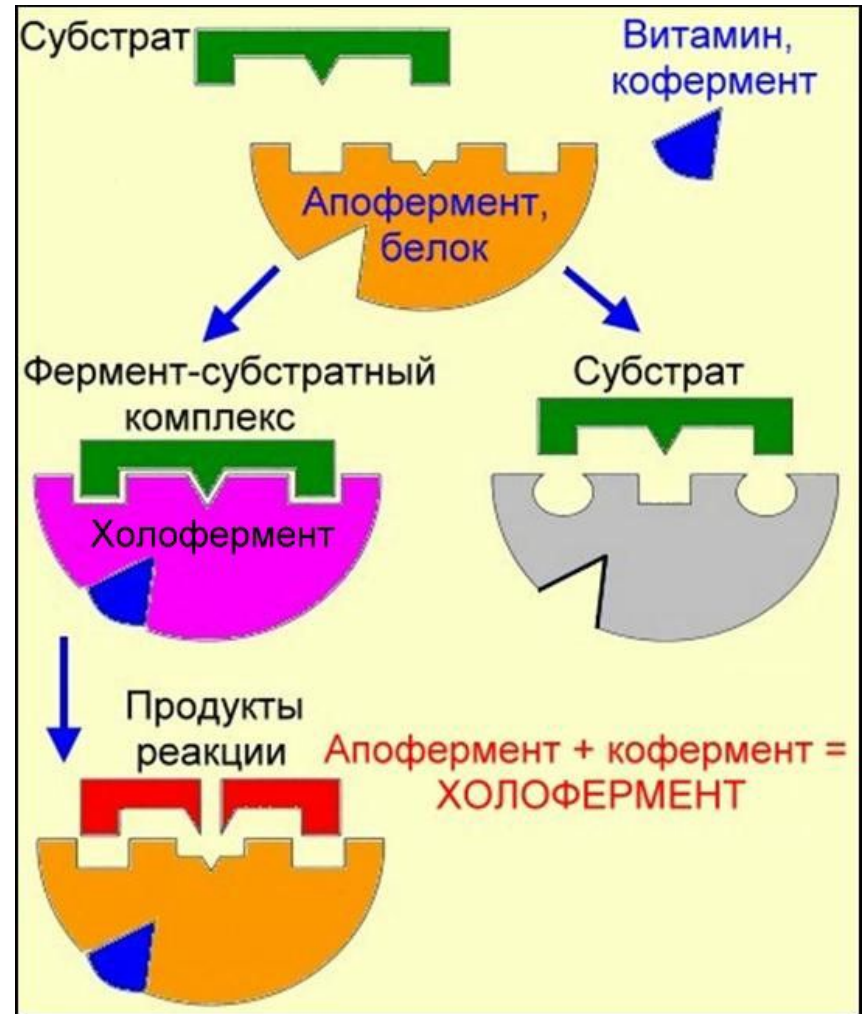 Субстрат
Витамин,
кофермент
Апофермент,
белок
Фермент-субстратный
комплекс
Субстрат
Холофермент
Продукты
реакции
Апофермент + кофермент =
ХОЛОФЕРМЕНТ